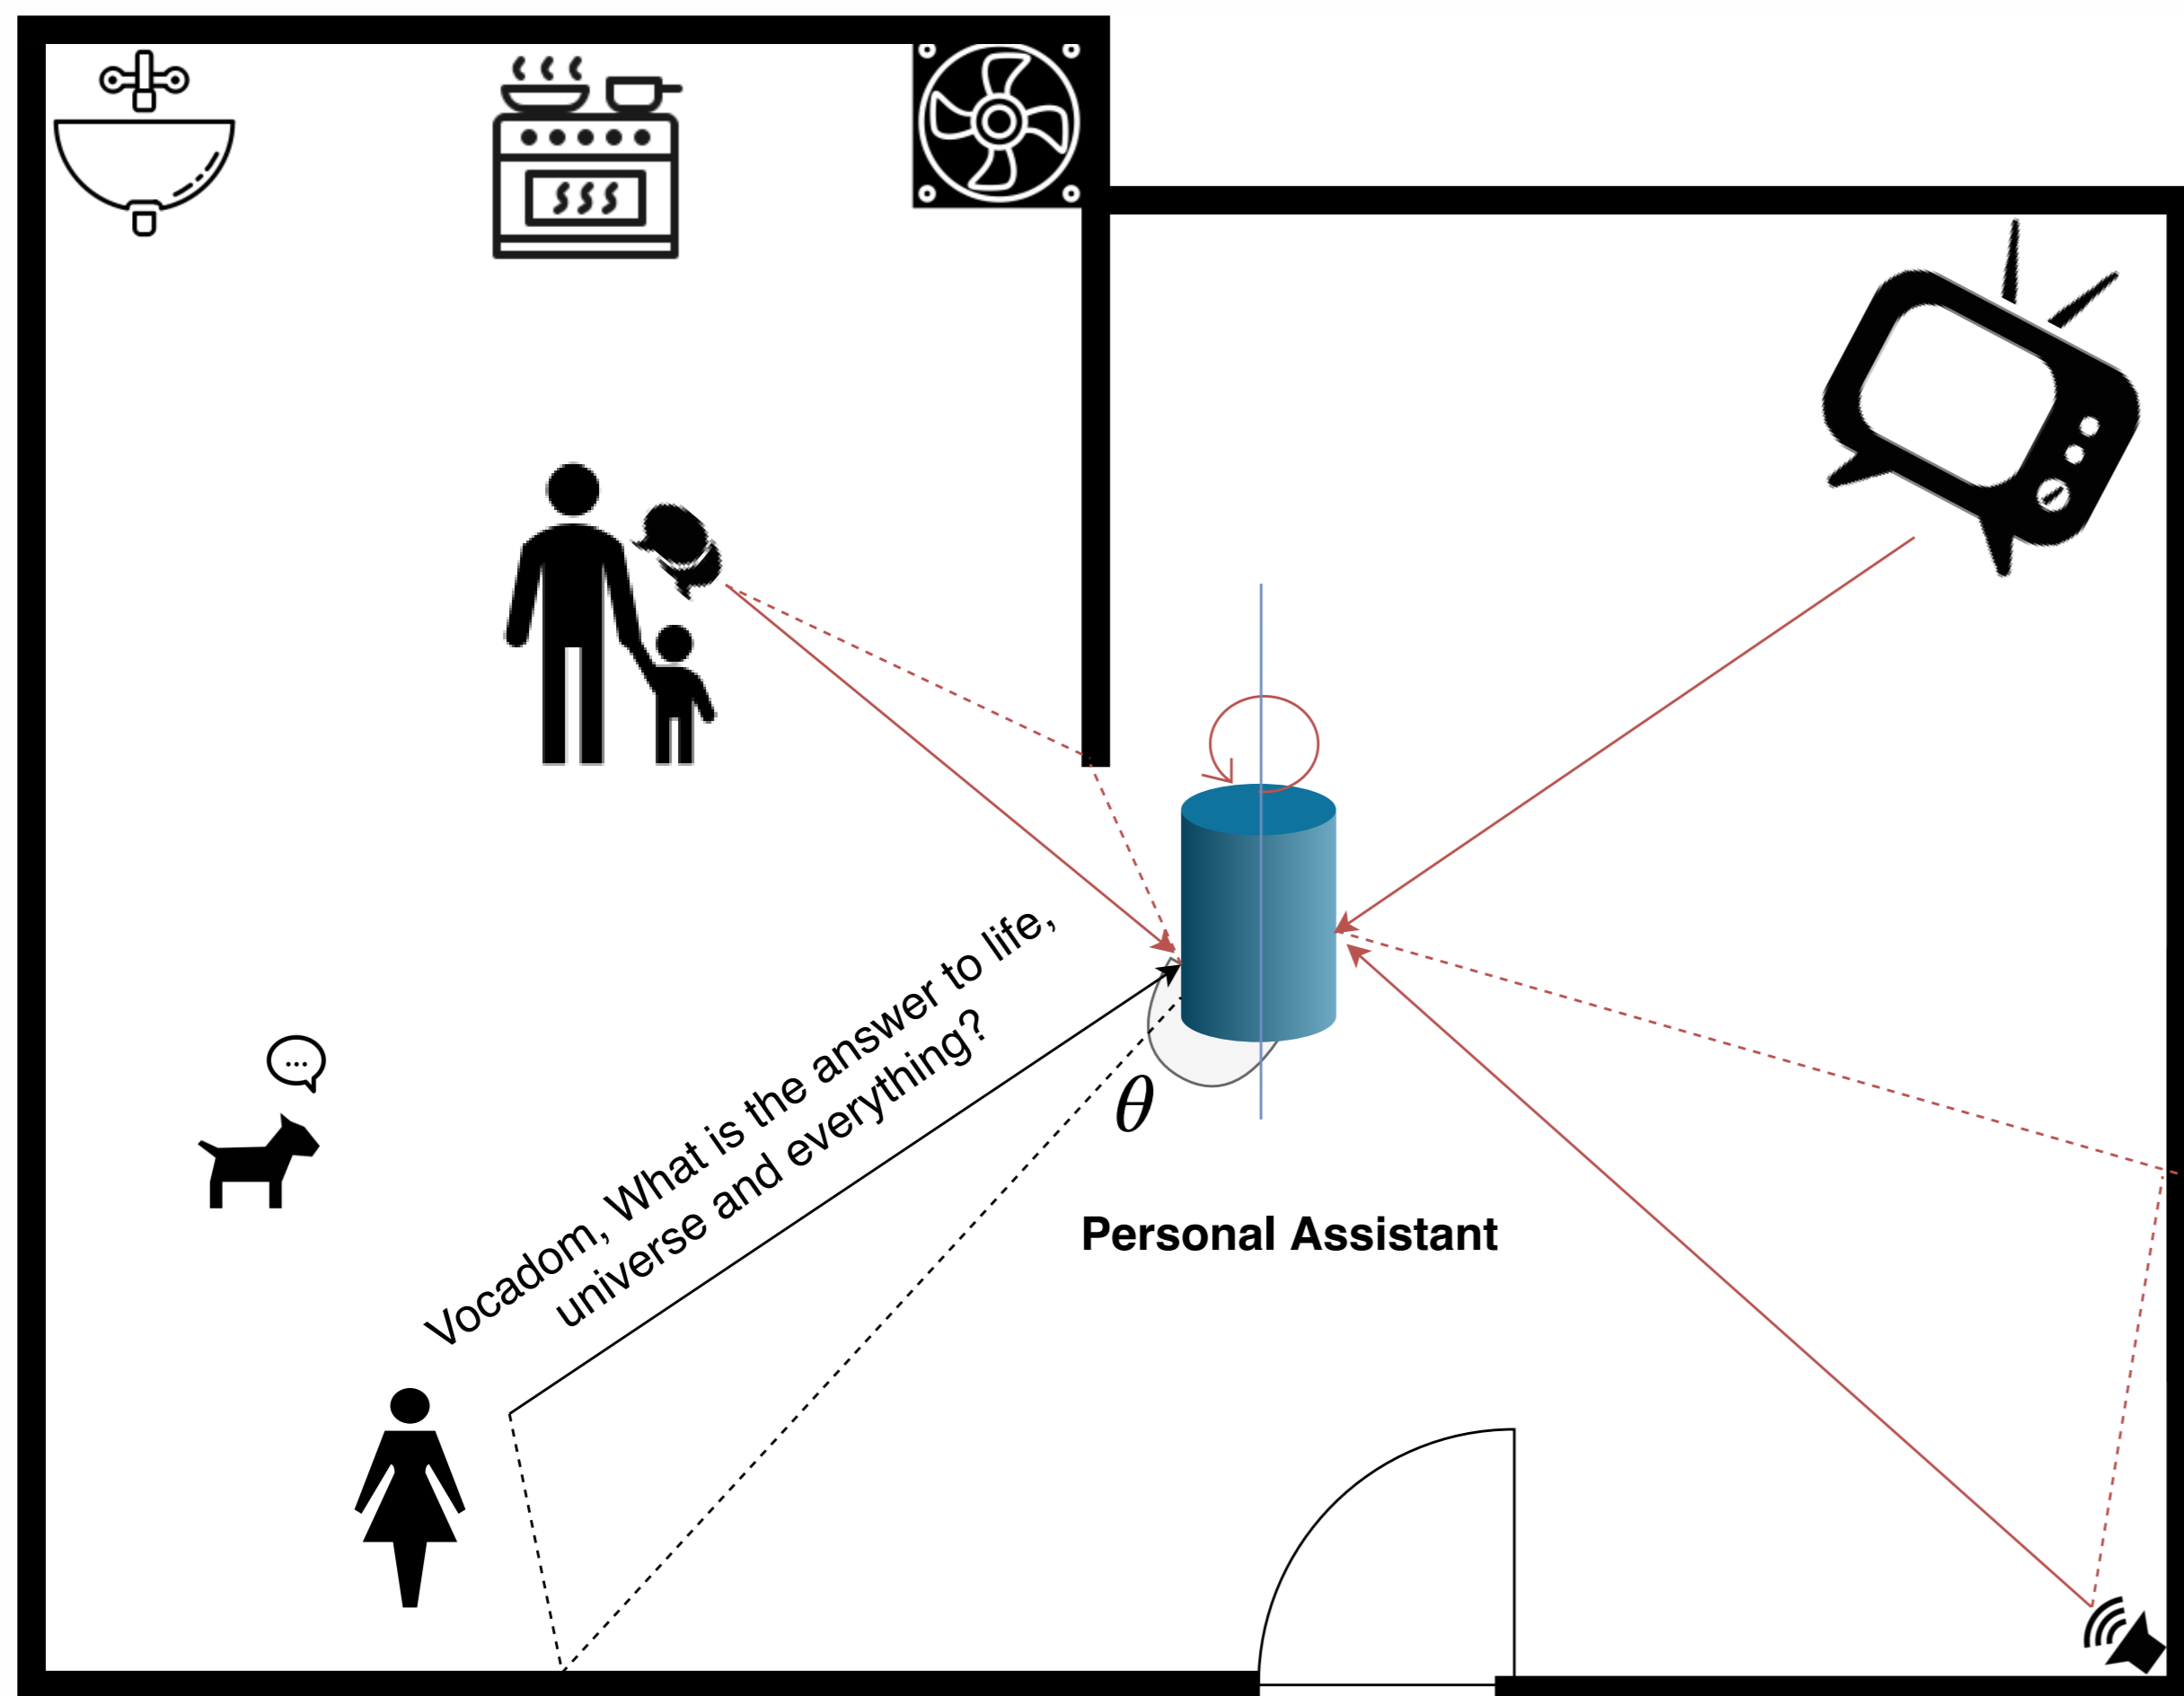 Vocadom, What is the answer to life,
universe and everything?
...
θ
Personal Assistant